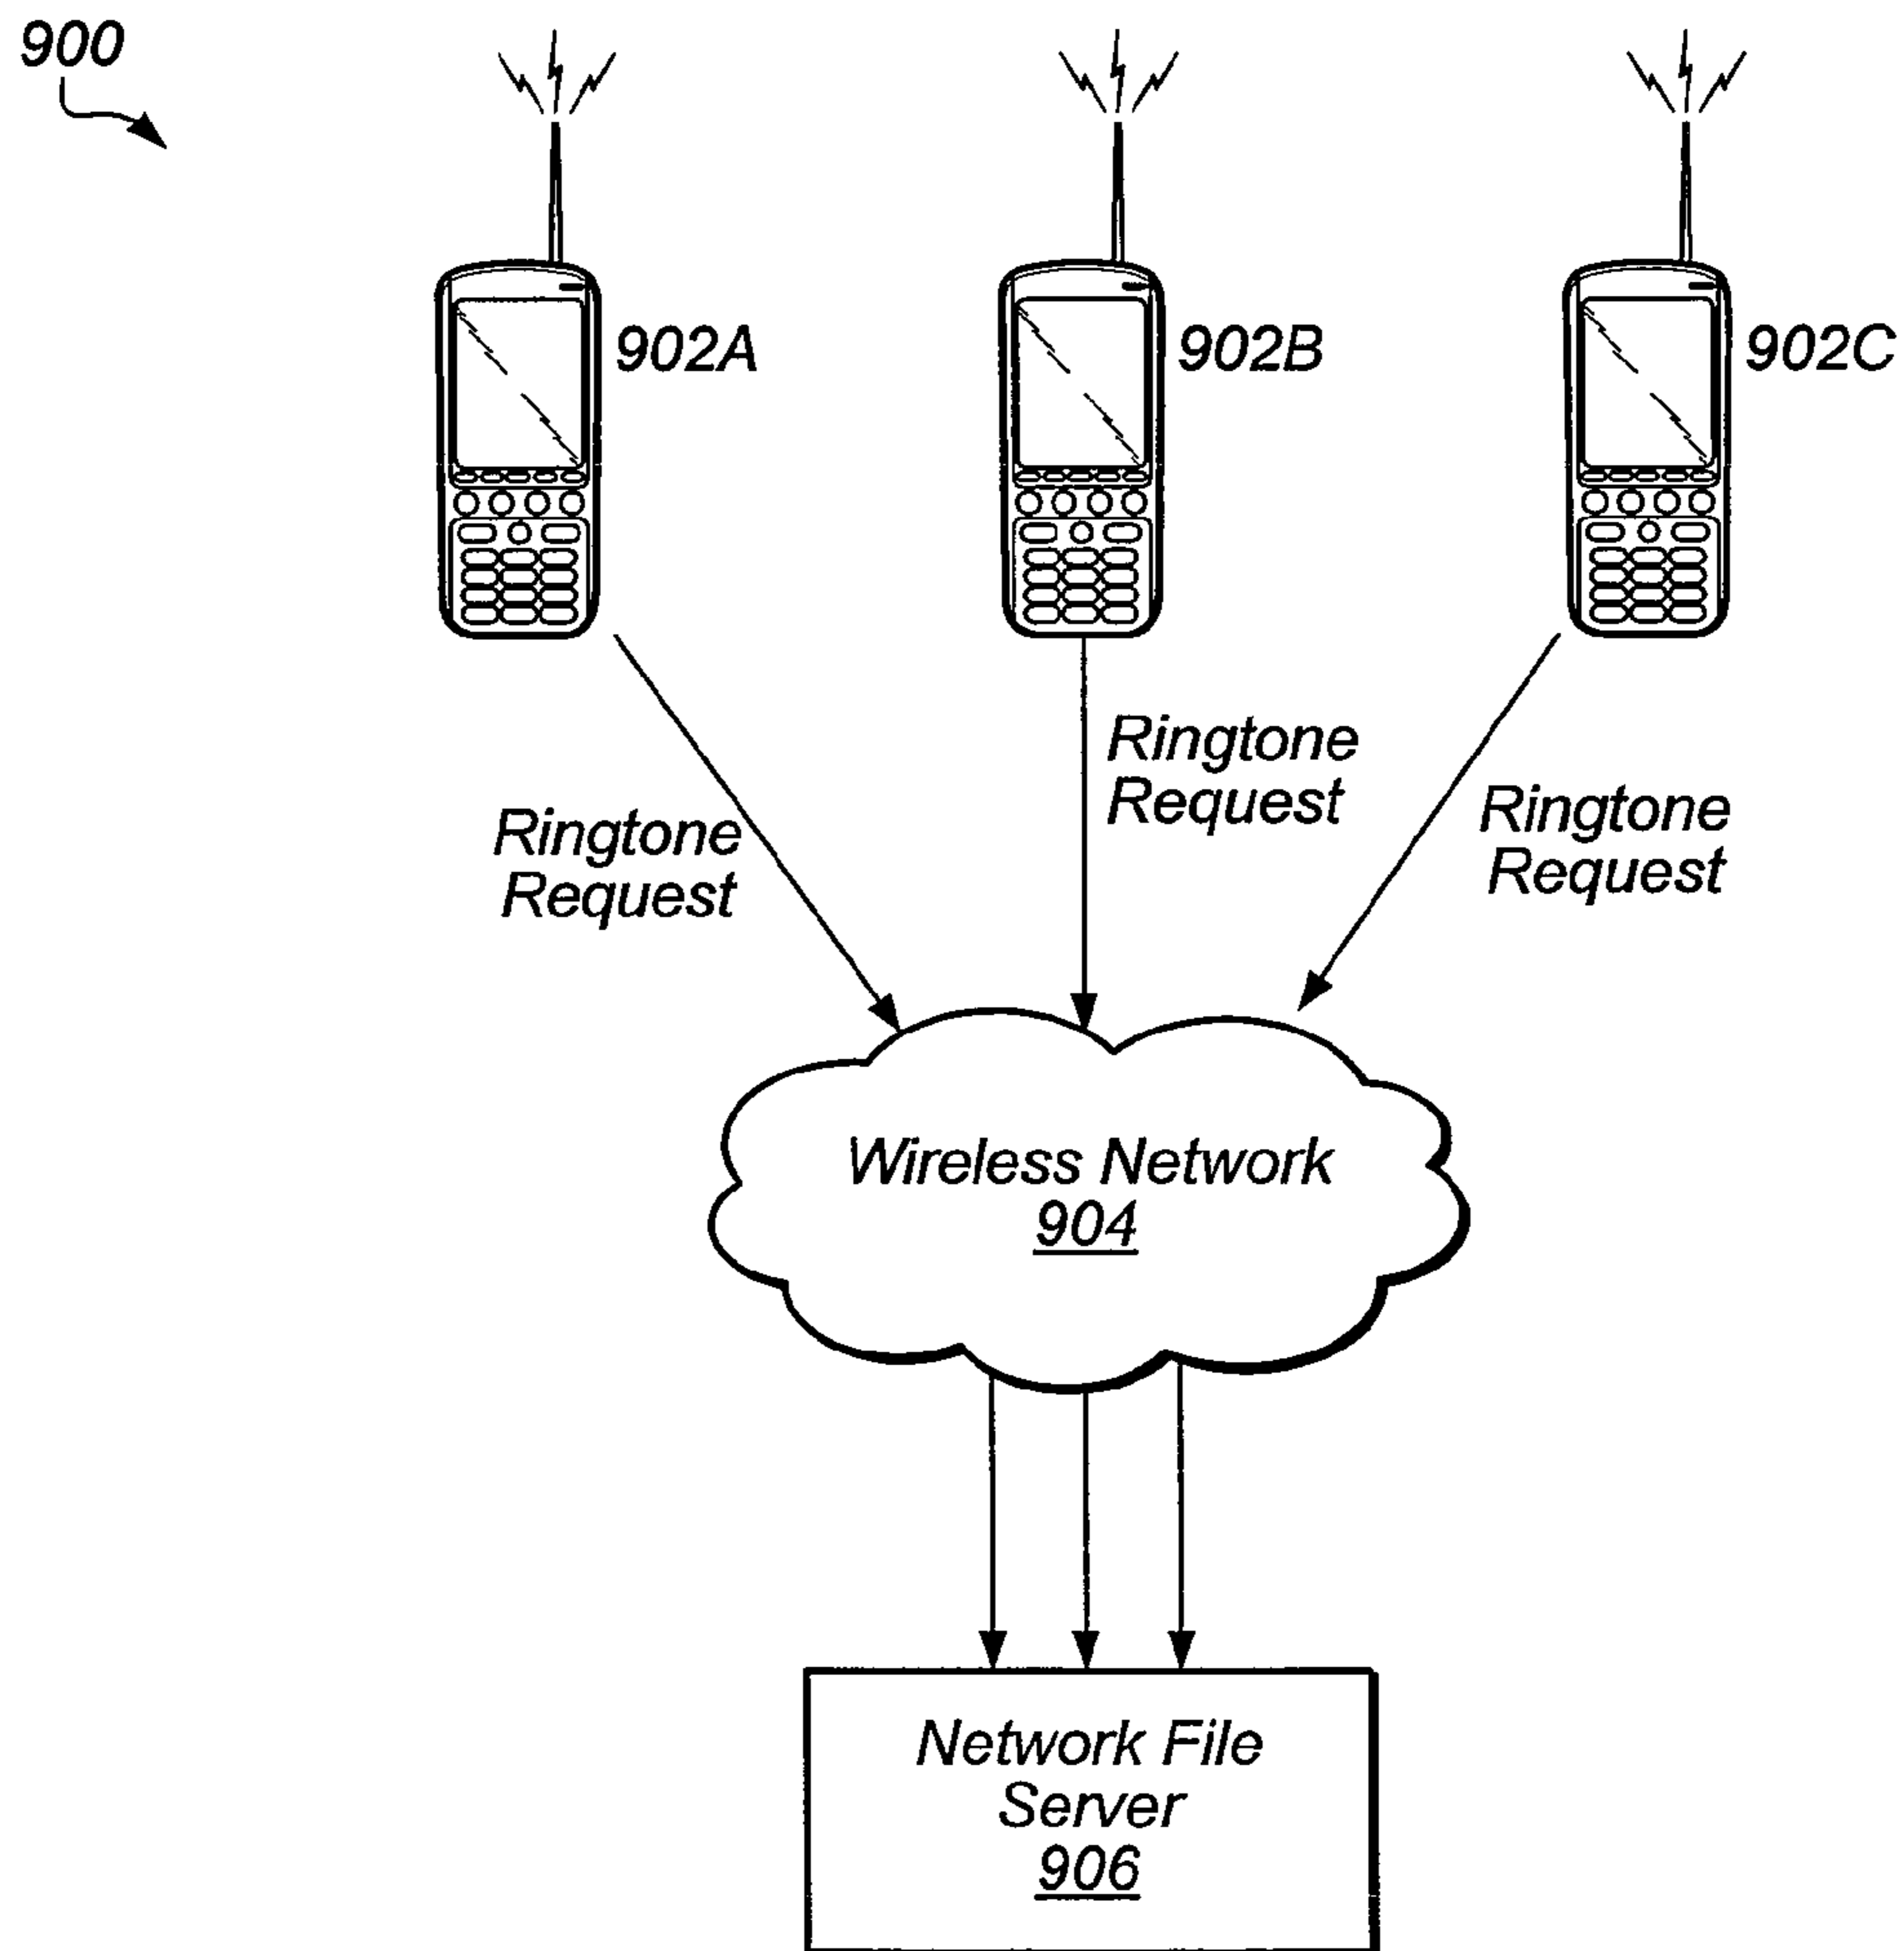 900
902A
902B
902C
Ringtone
Request
Ringtone
Request
Ringtone
Request
Wireless Network
904
Network File
Server
906